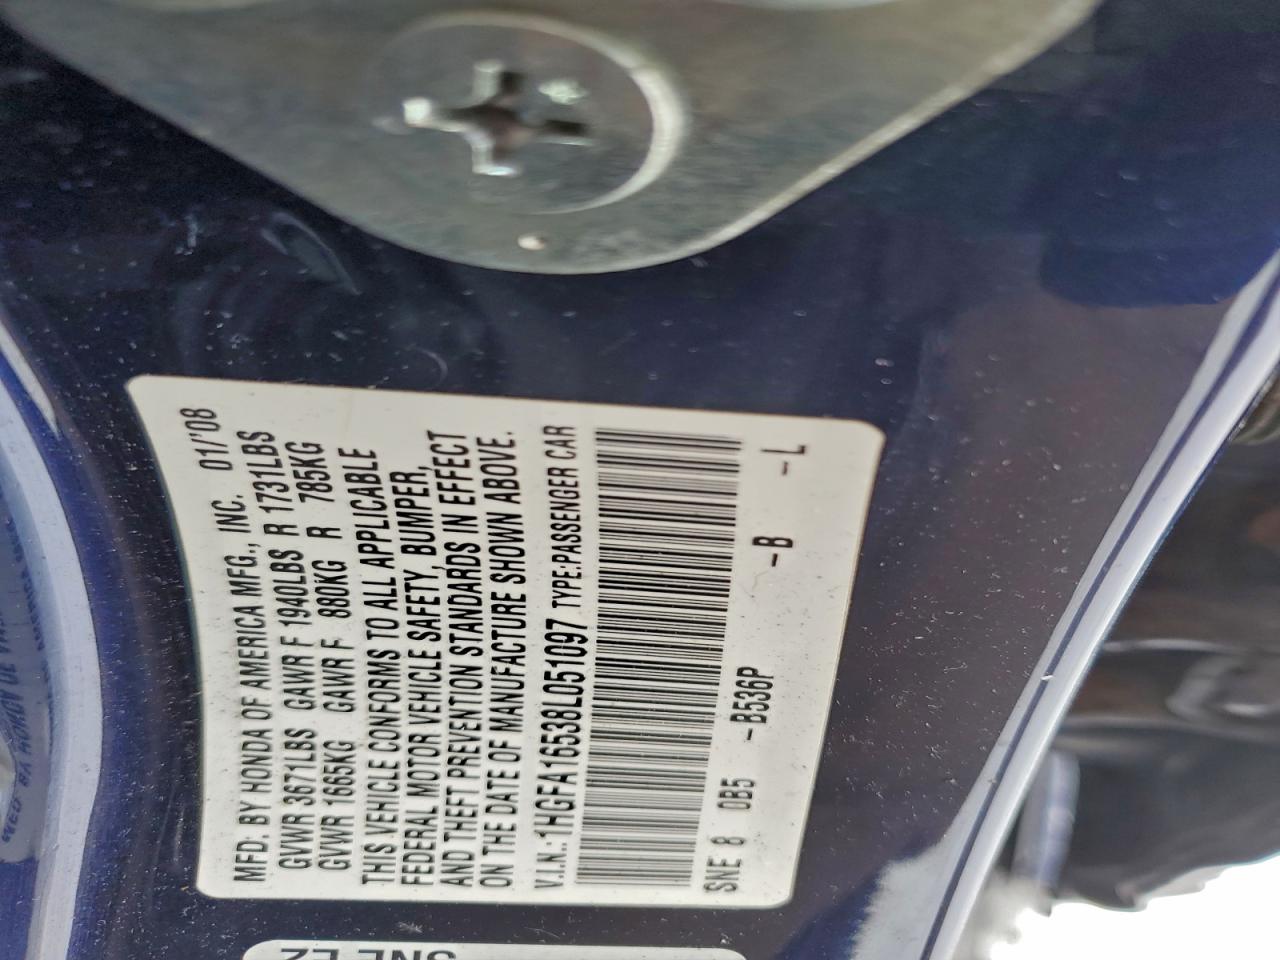 MFD. BY HONDA OF AMERICA MFG., INC. 01/'08
GVWR 3671LBS GAWR F 1940LBS R 1731LBS
GVWR 1665KG GAWR F 880KG R 785KG
THIS VEHICLE CONFORMS TO ALL APPLICABLE
FEDERAL MOTOR VEHICLE SAFETY, BUMPER,
AND THEFT PREVENTION STANDARDS IN EFFECT
ON THE DATE OF MANUFACTURE SHOWN ABOVE.
V.I.N.:1HGFA16538L051097 TYPE:PASSENGER CAR
SNE 8 0B5 -B536P -B -L